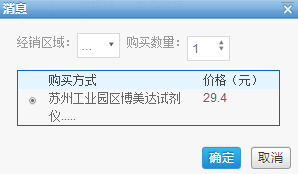 消息
经销区域： ... 购买数量： 1
购买方式 价格（元）
苏州工业园区博美达试剂 29.4
仪.....
确定 取消